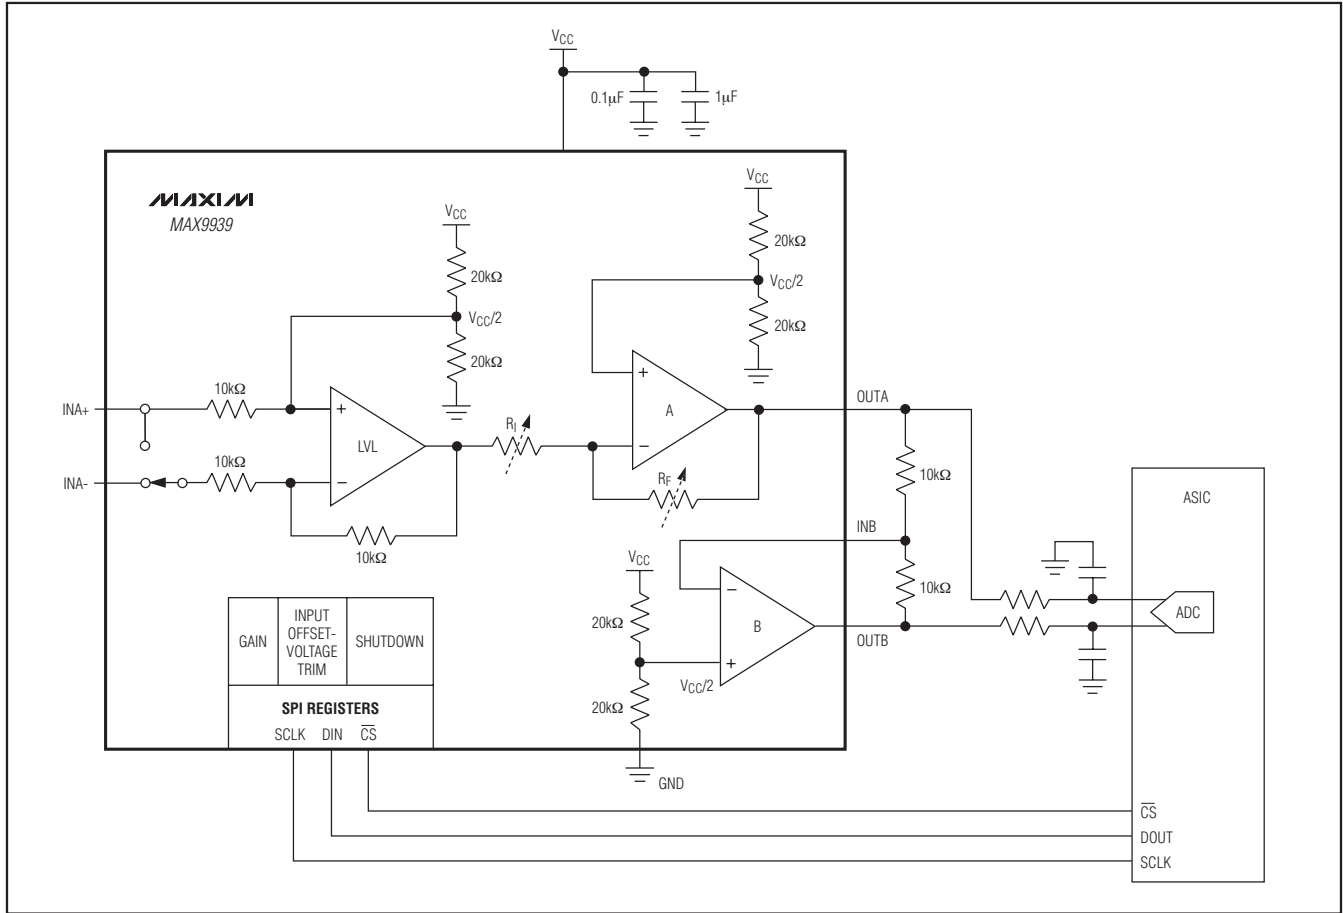 VCC
0.1µF
1µF
MAXIM
MAX9939
VCC
20kΩ
VCC/2
20kΩ
VCC
20kΩ
VCC/2
20kΩ
INA+
10kΩ
+
LVL
INA-
10kΩ
−
10kΩ
RI
+
A
−
RF
OUTA
10kΩ
INB
10kΩ
OUTB
VCC
20kΩ
20kΩ
VCC/2
−
B
+
GND
ASIC
ADC
GAIN
INPUT
OFFSET-
VOLTAGE
TRIM
SHUTDOWN
SPI REGISTERS
SCLK DIN CS
CS
DOUT
SCLK